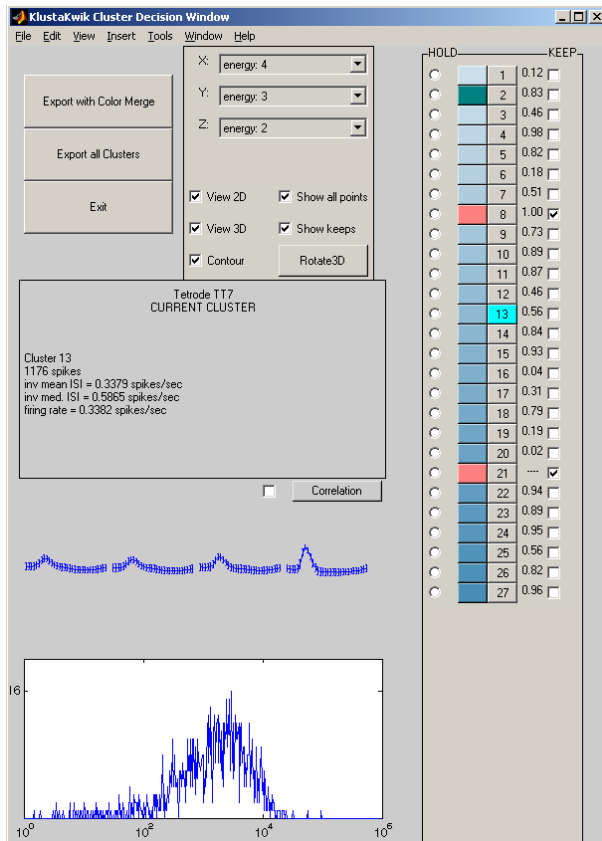 KlustaKwik Cluster Decision Window
File Edit View Insert Tools Window Help
Export with Color Merge
Export all Clusters
Exit
X: energy: 4
Y: energy: 3
Z: energy: 2
View 2D Show all points
View 3D Show keeps
Contour Rotate3D
Tetrode TT7
CURRENT CLUSTER
Cluster 13
1176 spikes
inv mean ISI = 0.3379 spikes/sec
inv med. ISI = 0.5865 spikes/sec
firing rate = 0.3382 spikes/sec
Correlation
16
10^0 10^2 10^4 10^6
HOLD KEEP
1 0.12
2 0.83
3 0.46
4 0.98
5 0.82
6 0.18
7 0.51
8 1.00
9 0.73
10 0.89
11 0.87
12 0.46
13 0.56
14 0.84
15 0.93
16 0.04
17 0.31
18 0.79
19 0.19
20 0.02
21 ----
22 0.94
23 0.89
24 0.95
25 0.56
26 0.82
27 0.96